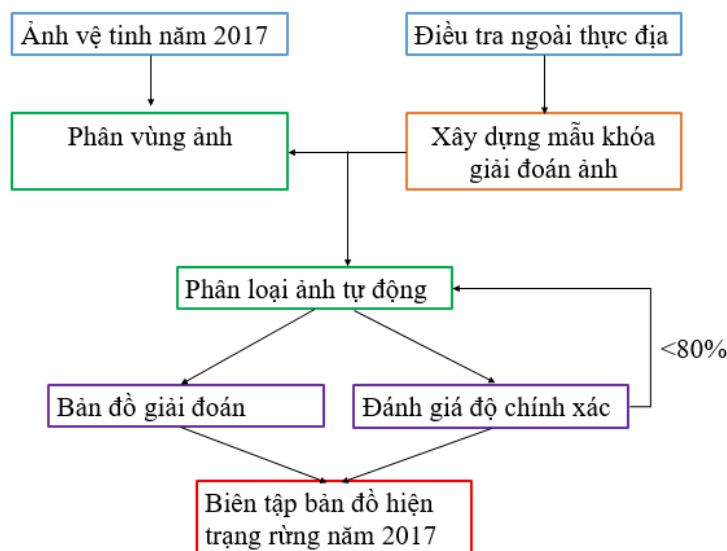 Ảnh vệ tinh năm 2017
Điều tra ngoài thực địa
Phân vùng ảnh
Xây dựng mẫu khóa
giải đoán ảnh
Phân loại ảnh tự động
<80%
Bản đồ giải đoán
Đánh giá độ chính xác
Biên tập bản đồ hiện
trạng rừng năm 2017